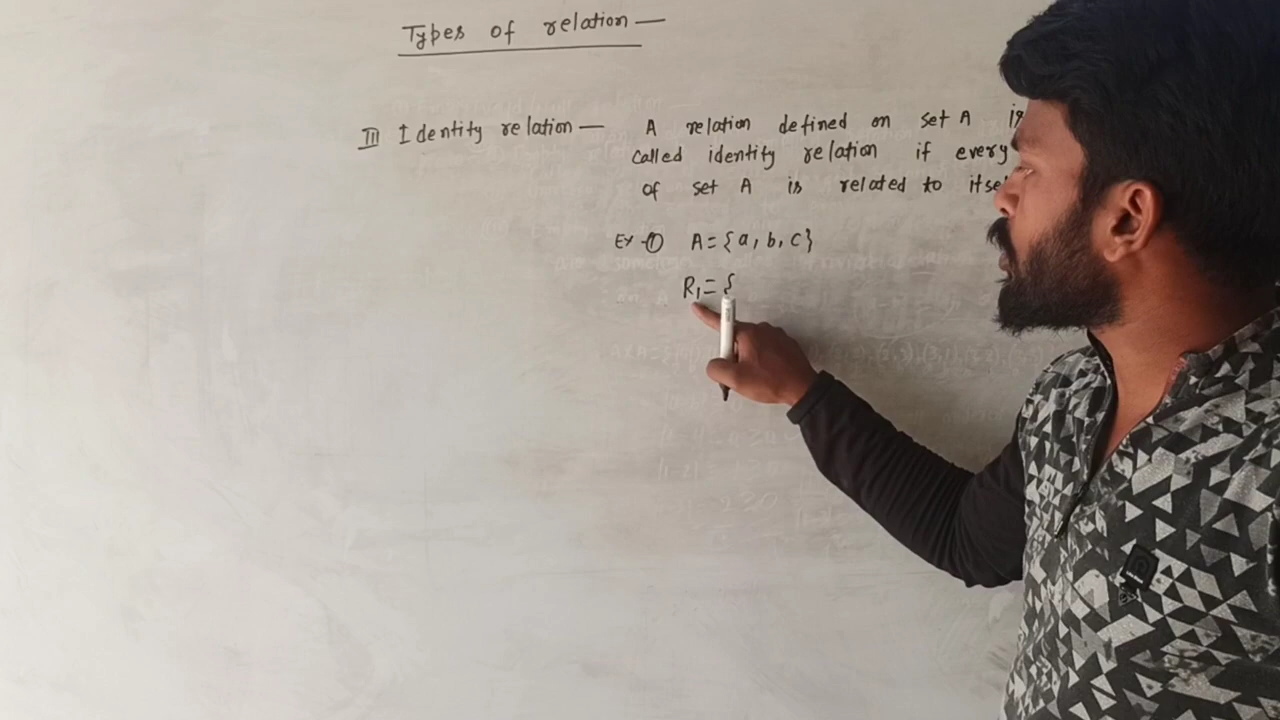 Types of relation —
III Identity relation — A relation defined on set A is
called identity relation if every
of set A is related to itsel
Ex-① A={a, b, c}
R₁={